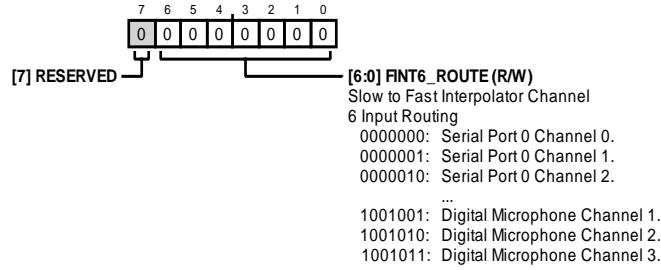 7 6 5 4 3 2 1 0
0 0 0 0 0 0 0 0
[7] RESERVED
[6:0] FINT6_ROUTE (R/W)
Slow to Fast Interpolator Channel
6 Input Routing
0000000: Serial Port 0 Channel 0.
0000001: Serial Port 0 Channel 1.
0000010: Serial Port 0 Channel 2.
...
1001001: Digital Microphone Channel 1.
1001010: Digital Microphone Channel 2.
1001011: Digital Microphone Channel 3.